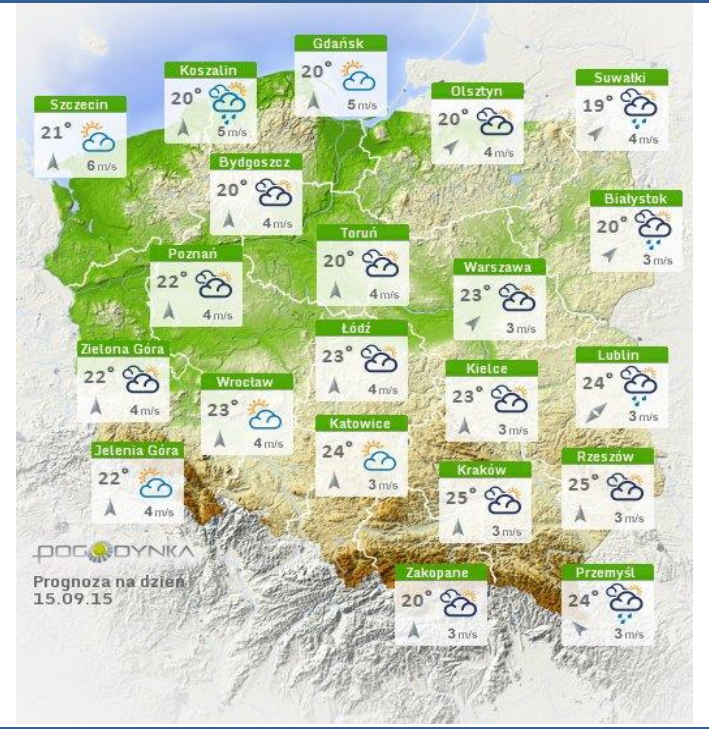 Gdańsk
20°
5 m/s
Koszalin
20°
5 m/s
Suwałki
19°
4 m/s
Olsztyn
20°
4 m/s
Szczecin
21°
6 m/s
Bydgoszcz
20°
4 m/s
Białystok
20°
3 m/s
Toruń
20°
4 m/s
Poznań
22°
4 m/s
Warszawa
23°
3 m/s
Łódź
23°
4 m/s
Zielona Góra
22°
4 m/s
Lublin
24°
3 m/s
Kielce
23°
3 m/s
Wrocław
23°
4 m/s
Katowice
24°
3 m/s
Jelenia Góra
22°
4 m/s
Rzeszów
25°
3 m/s
Kraków
25°
3 m/s
POGODYNKA
Prognoza na dzień
15.09.15
Zakopane
20°
3 m/s
Przemyśl
24°
3 m/s